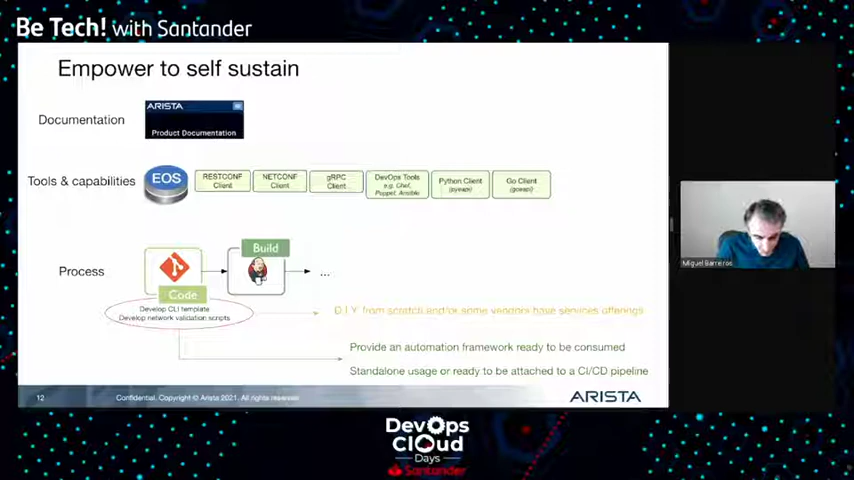 Be Tech! with Santander
Empower to self sustain
Documentation
ARISTA
Product Documentation
Tools & capabilities
EOS
RESTCONF
Client
NETCONF
Client
gRPC
Client
DevOps Tools
e.g. Chef,
Puppet, Ansible
Python Client
(pyeapi)
Go Client
(goeapi)
Miguel Barreiros
Process
Build
...
Code
Develop CLI template
Develop network validation scripts
D.I.Y. from scratch and/or some vendors have services offerings
Provide an automation framework ready to be consumed
Standalone usage or ready to be attached to a CI/CD pipeline
12
Confidential. Copyright © Arista 2021. All rights reserved.
ARISTA
DevOps
Cloud
Days
Santander